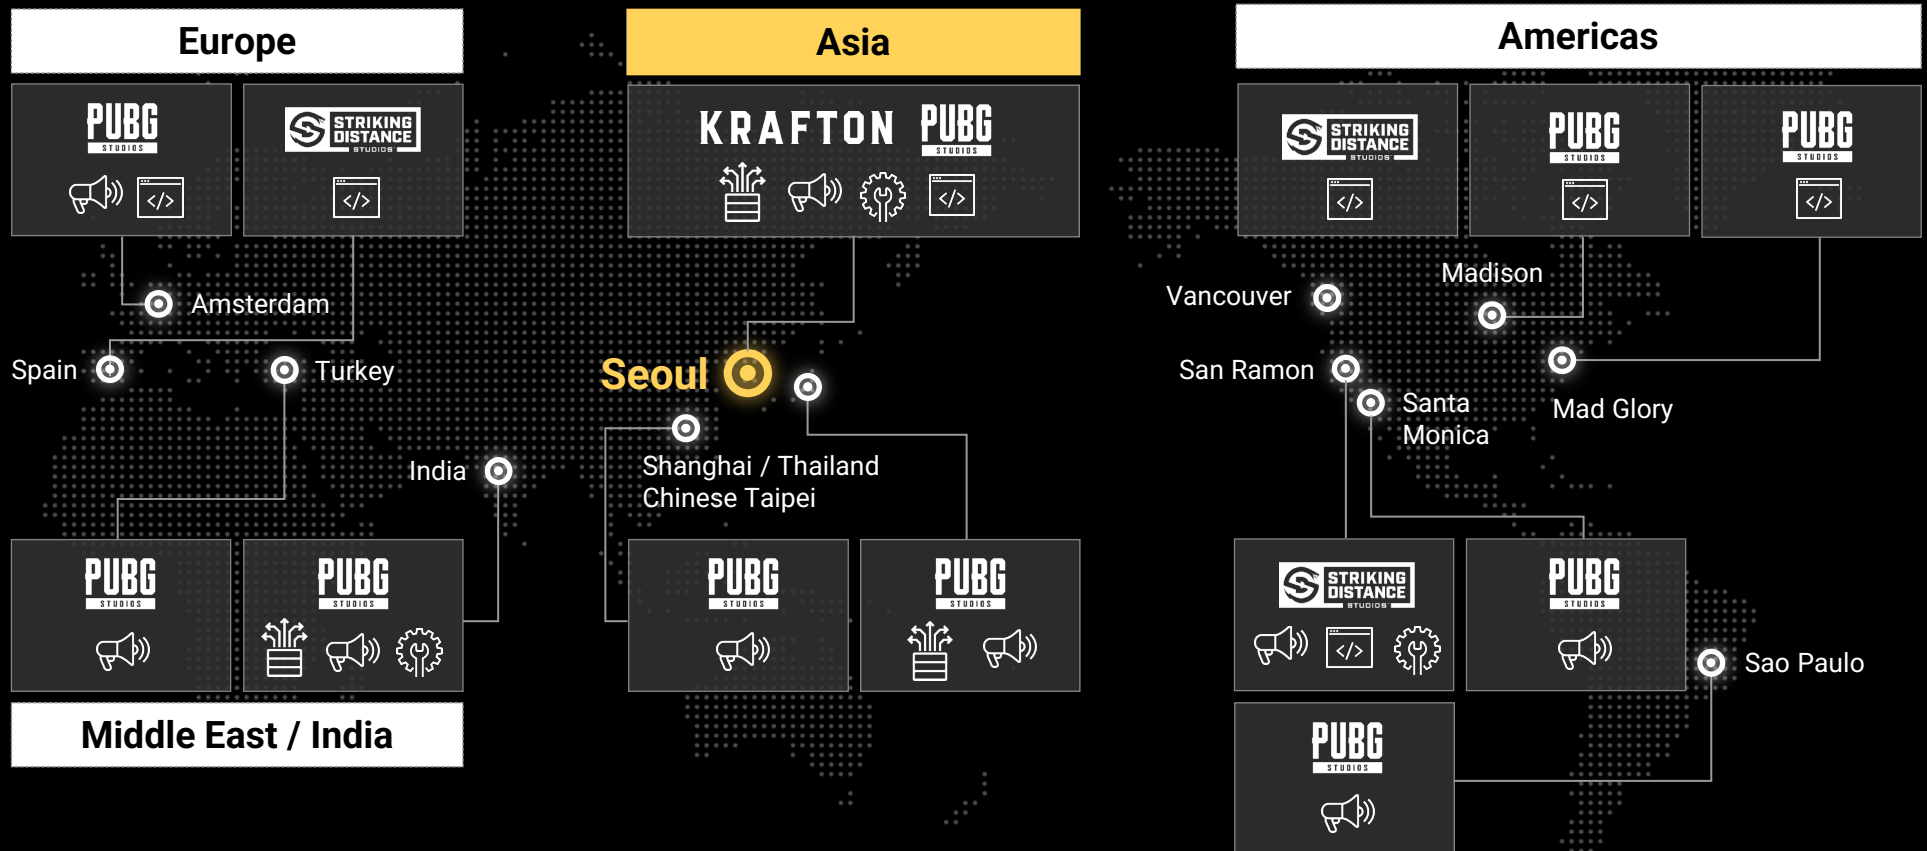 Europe
Asia
Americas
PUBG
STUDIOS
STRIKING
DISTANCE
STUDIOS
KRAFTON
PUBG
STUDIOS
STRIKING
DISTANCE
STUDIOS
PUBG
STUDIOS
PUBG
STUDIOS
</>
</>
</>
</>
</>
</>
Amsterdam
Spain
Turkey
India
Seoul
Shanghai / Thailand
Chinese Taipei
Vancouver
Madison
San Ramon
Santa
Monica
Mad Glory
PUBG
STUDIOS
PUBG
STUDIOS
PUBG
STUDIOS
PUBG
STUDIOS
STRIKING
DISTANCE
STUDIOS
</>
PUBG
STUDIOS
Sao Paulo
Middle East / India
PUBG
STUDIOS